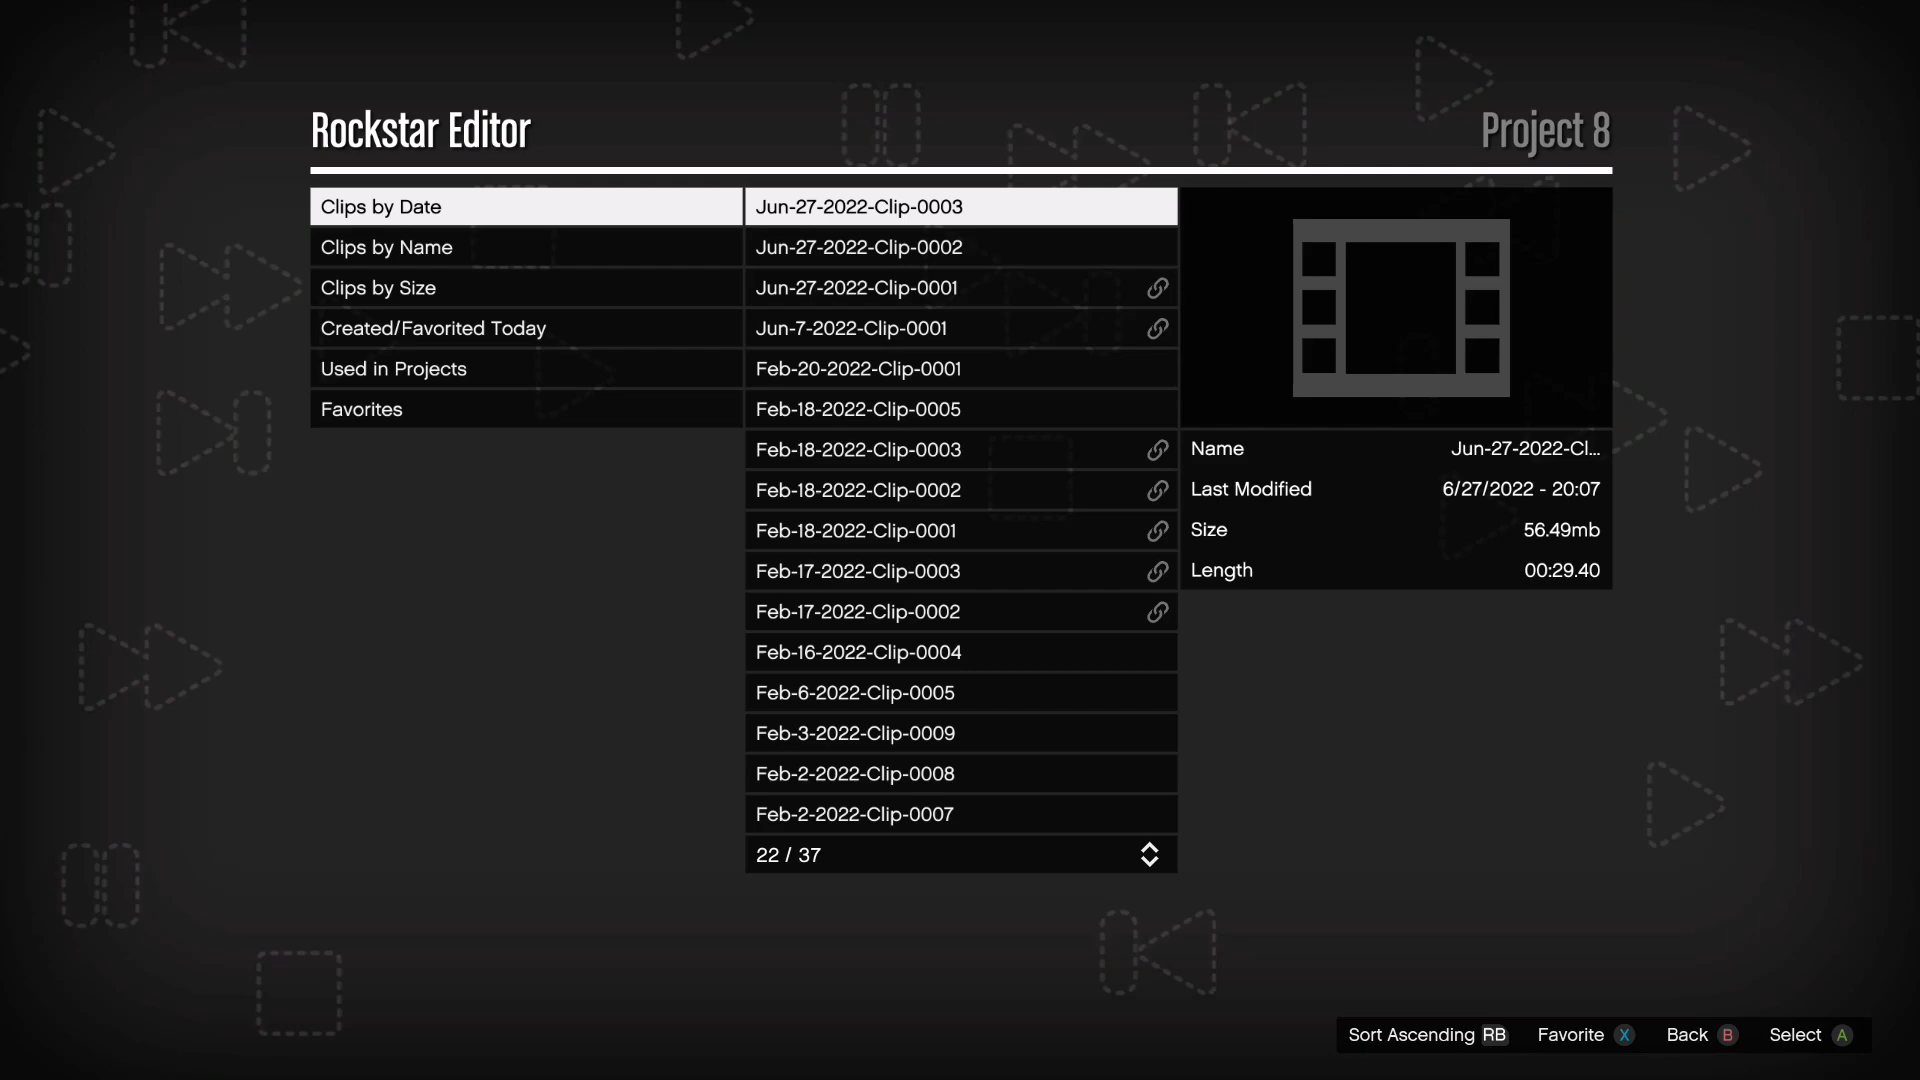 Rockstar Editor
Project 8
Clips by Date
Clips by Name
Clips by Size
Created/Favorited Today
Used in Projects
Favorites
Jun-27-2022-Clip-0003
Jun-27-2022-Clip-0002
Jun-27-2022-Clip-0001
Jun-7-2022-Clip-0001
Feb-20-2022-Clip-0001
Feb-18-2022-Clip-0005
Feb-18-2022-Clip-0003
Feb-18-2022-Clip-0002
Feb-18-2022-Clip-0001
Feb-17-2022-Clip-0003
Feb-17-2022-Clip-0002
Feb-16-2022-Clip-0004
Feb-6-2022-Clip-0005
Feb-3-2022-Clip-0009
Feb-2-2022-Clip-0008
Feb-2-2022-Clip-0007
22 / 37
Name Jun-27-2022-Cl...
Last Modified 6/27/2022 - 20:07
Size 56.49mb
Length 00:29.40
Sort Ascending RB Favorite X Back B Select A